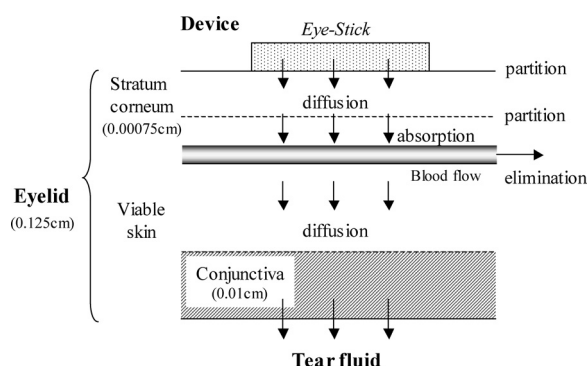 Device
Eye-Stick
partition
Stratum
corneum
(0.00075cm)
diffusion
partition
absorption
Blood flow
elimination
Eyelid
(0.125cm)
Viable
skin
diffusion
Conjunctiva
(0.01cm)
Tear fluid